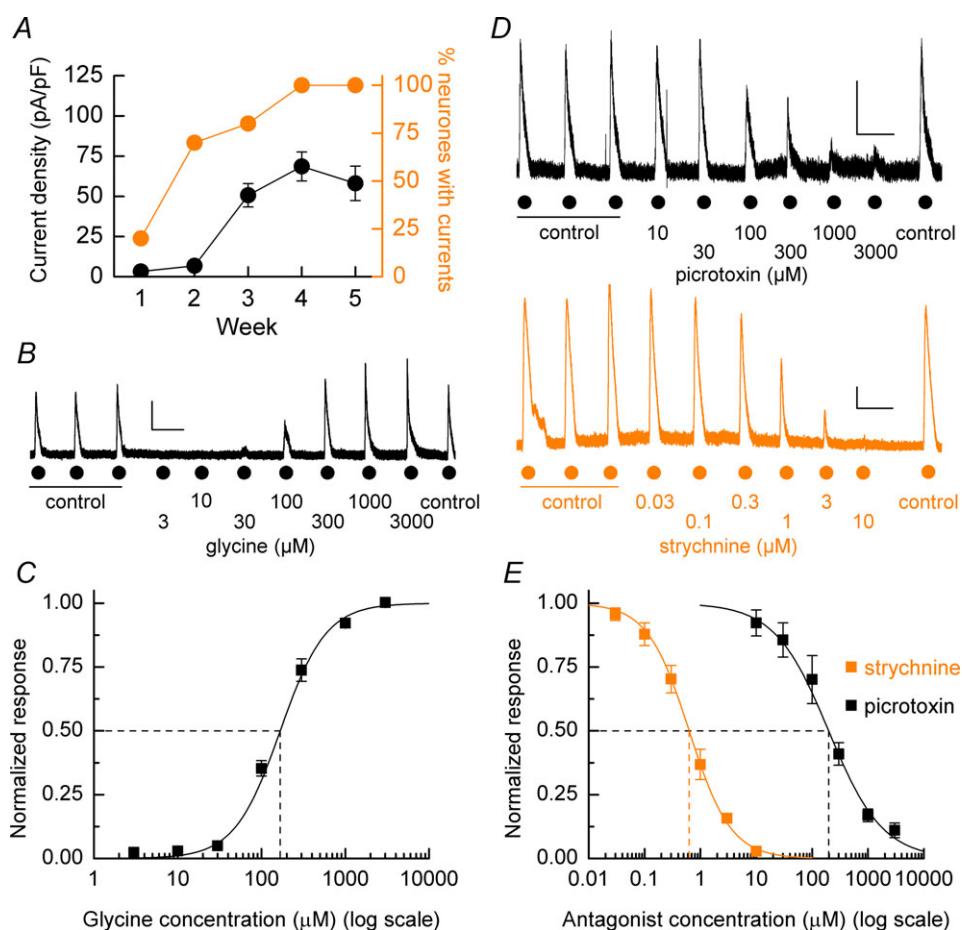 A
Current density (pA/pF)
125
100
75
50
25
0
% neurones with currents
100
75
50
25
0
1 2 3 4 5
Week
B
control 3 10 30 100 300 1000 3000 control
glycine (µM)
C
Normalized response
1.00
0.75
0.50
0.25
0.00
1 10 100 1000 10000
Glycine concentration (µM) (log scale)
D
control 10 30 100 300 1000 3000 control
picrotoxin (µM)
control 0.03 0.1 0.3 1 3 10 control
strychnine (µM)
E
Normalized response
1.00
0.75
0.50
0.25
0.00
strychnine
picrotoxin
0.01 0.1 1 10 100 1000 10000
Antagonist concentration (µM) (log scale)